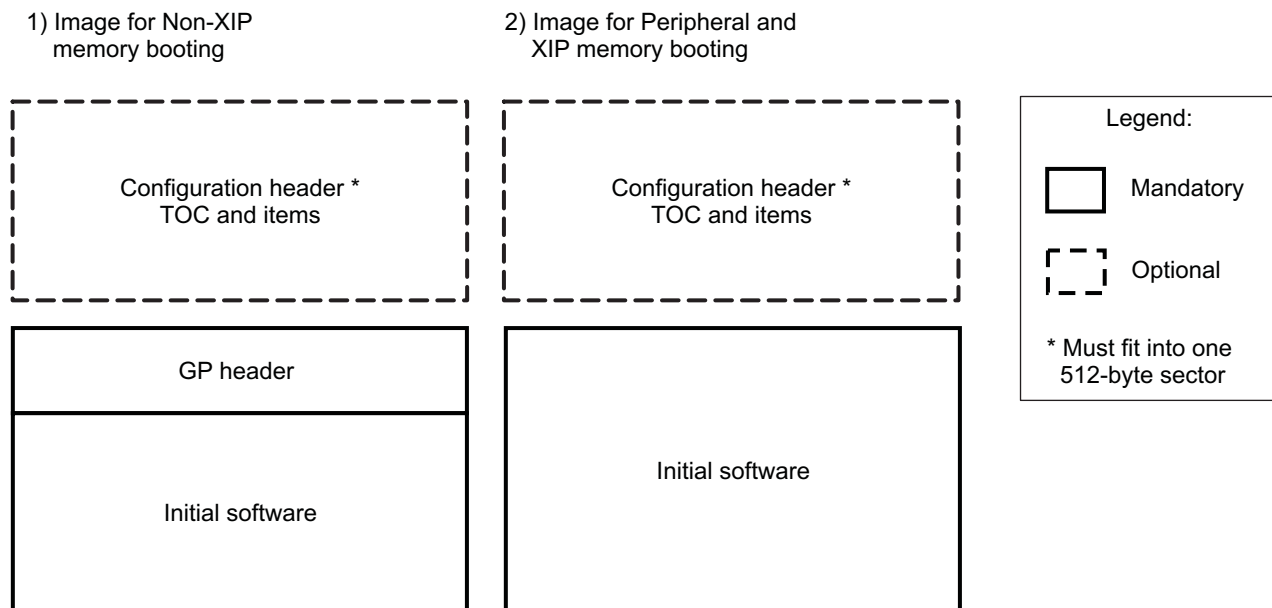 1) Image for Non-XIP
memory booting
2) Image for Peripheral and
XIP memory booting
Configuration header *
TOC and items
Configuration header *
TOC and items
GP header
Initial software
Initial software
Legend:
Mandatory
Optional
* Must fit into one
512-byte sector